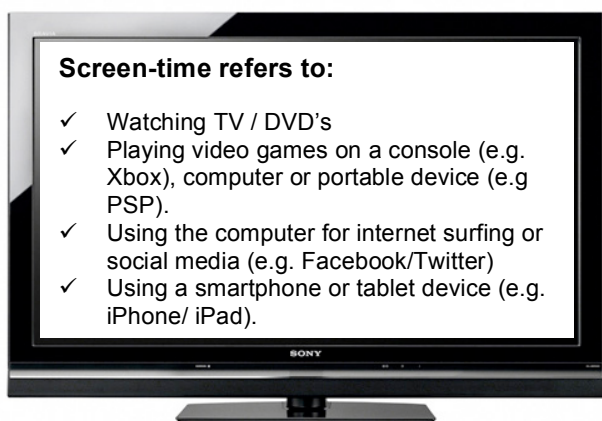 Screen-time refers to:
✓ Watching TV / DVD's
✓ Playing video games on a console (e.g.
Xbox), computer or portable device (e.g
PSP).
✓ Using the computer for internet surfing or
social media (e.g. Facebook/Twitter)
✓ Using a smartphone or tablet device (e.g.
iPhone/ iPad).
SONY